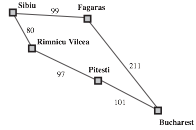 Sibiu
Fagaras
99
80
Rimnicu Vilcea
Pitesti
211
97
101
Bucharest